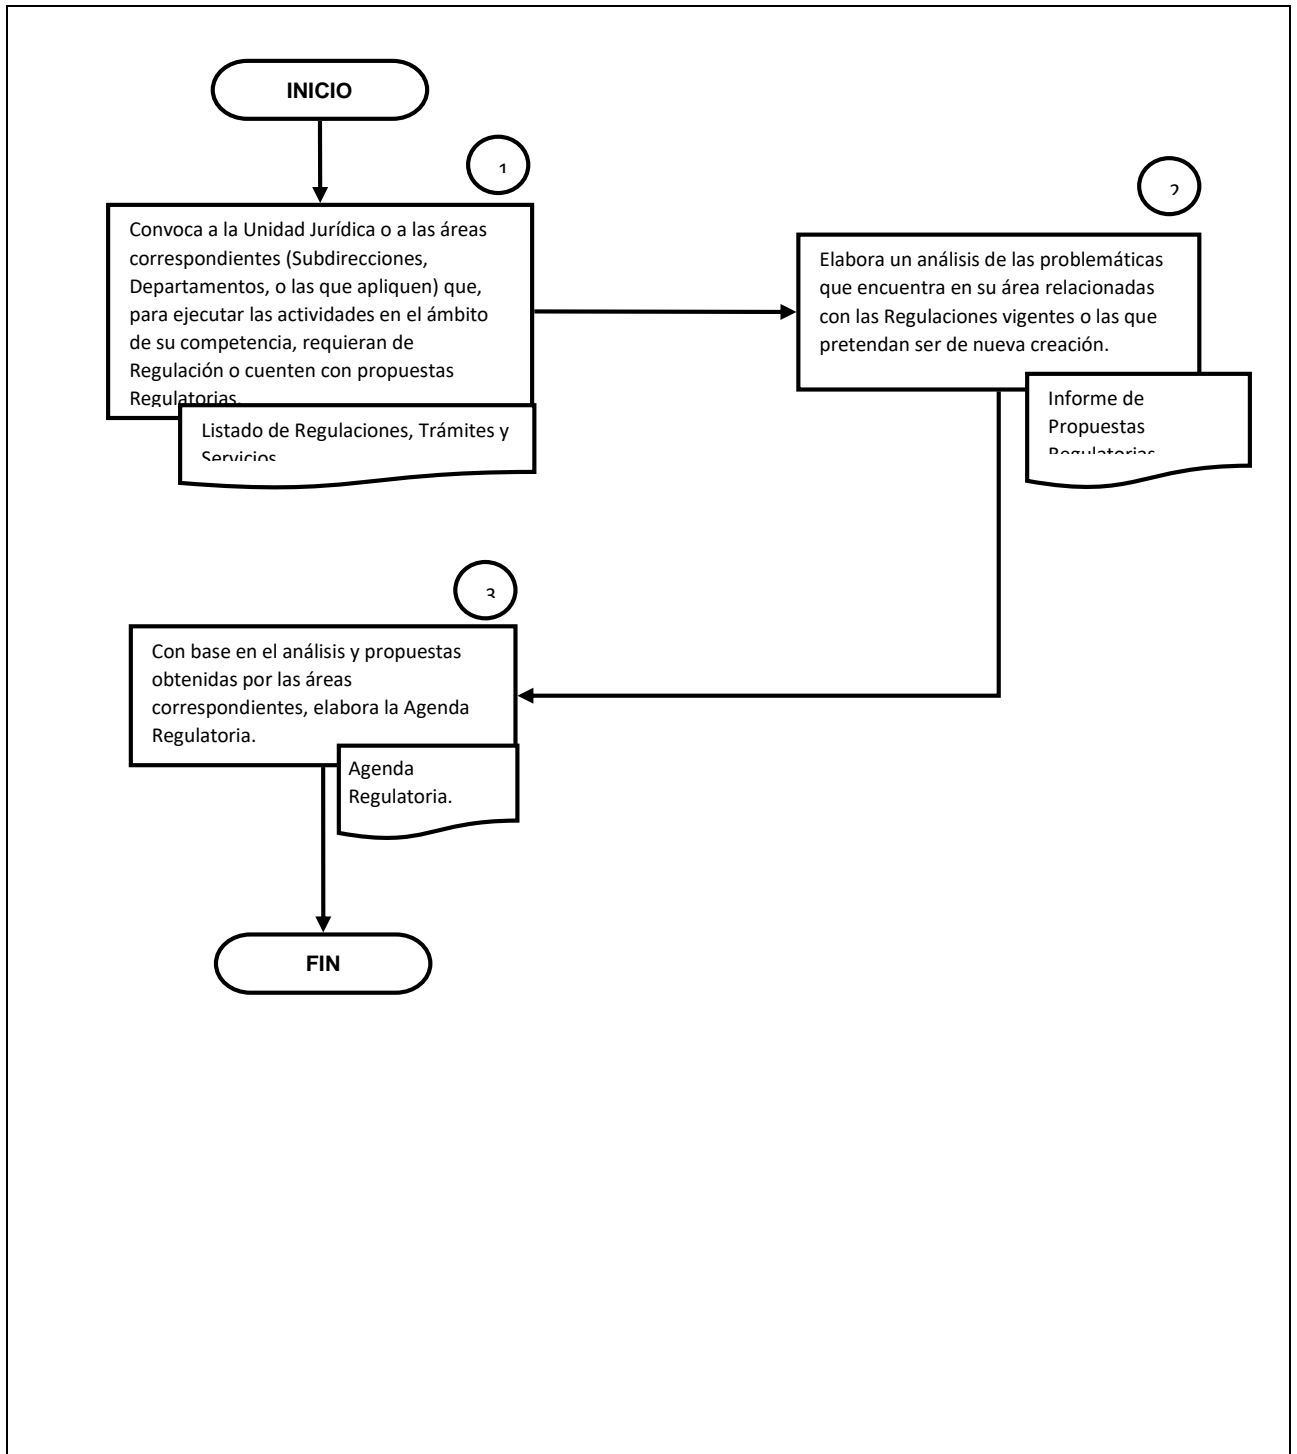 INICIO
1
Convoca a la Unidad Jurídica o a las áreas
correspondientes (Subdirecciones,
Departamentos, o las que apliquen) que,
para ejecutar las actividades en el ámbito
de su competencia, requieran de
Regulación o cuenten con propuestas
Regulatorias.
Listado de Regulaciones, Trámites y
Servicios
2
Elabora un análisis de las problemáticas
que encuentra en su área relacionadas
con las Regulaciones vigentes o las que
pretendan ser de nueva creación.
Informe de
Propuestas
Regulatorias
3
Con base en el análisis y propuestas
obtenidas por las áreas
correspondientes, elabora la Agenda
Regulatoria.
Agenda
Regulatoria.
FIN